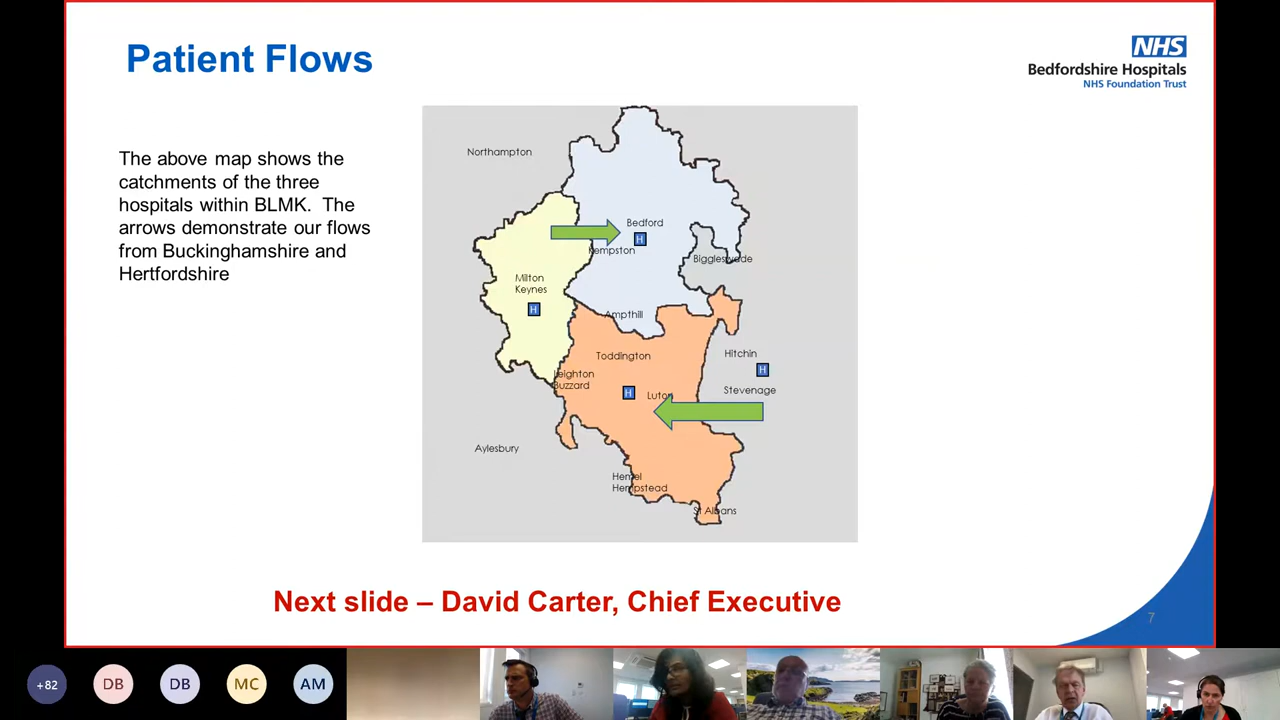 Patient Flows
NHS
Bedfordshire Hospitals
NHS Foundation Trust
The above map shows the
catchments of the three
hospitals within BLMK. The
arrows demonstrate our flows
from Buckinghamshire and
Hertfordshire
Northampton
Bedford
H
Kempston
Biggleswade
Milton
Keynes
H
Ampthill
Toddington
Hitchin
H
Leighton
Buzzard
H
Luton
Stevenage
Aylesbury
Hemel
Hempstead
St Albans
Next slide – David Carter, Chief Executive
7
+82
DB
DB
MC
AM